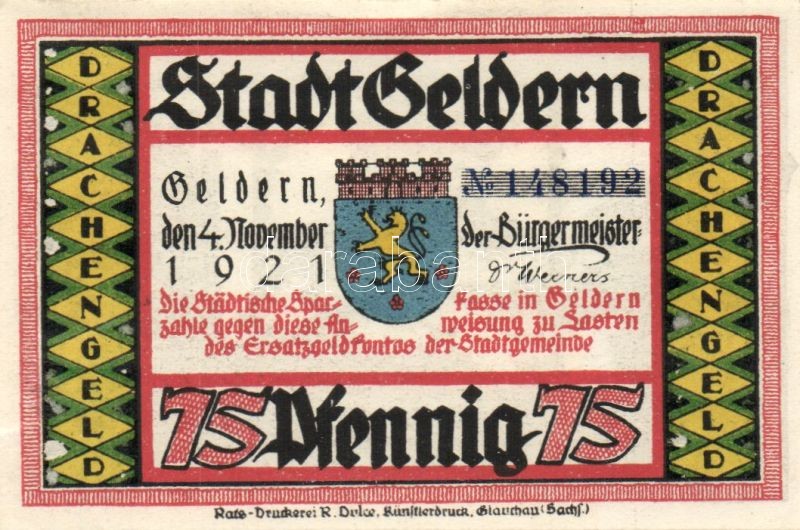 DRACHENGELD
Stadt Geldern
DRACHENGELD
Geldern,
den 4. November
1921
№ 148192
der Bürgermeister
Die Städtische Spar-kasse in Geldern
zahle gegen diese An-weisung zu Lasten
des Ersatzgeldkontos der Stadtgemeinde
75 Pfennig 75
Rats-Druckerei R. Dulce, Künstlerdruck, Glauchau (Sachs.)
darabanth